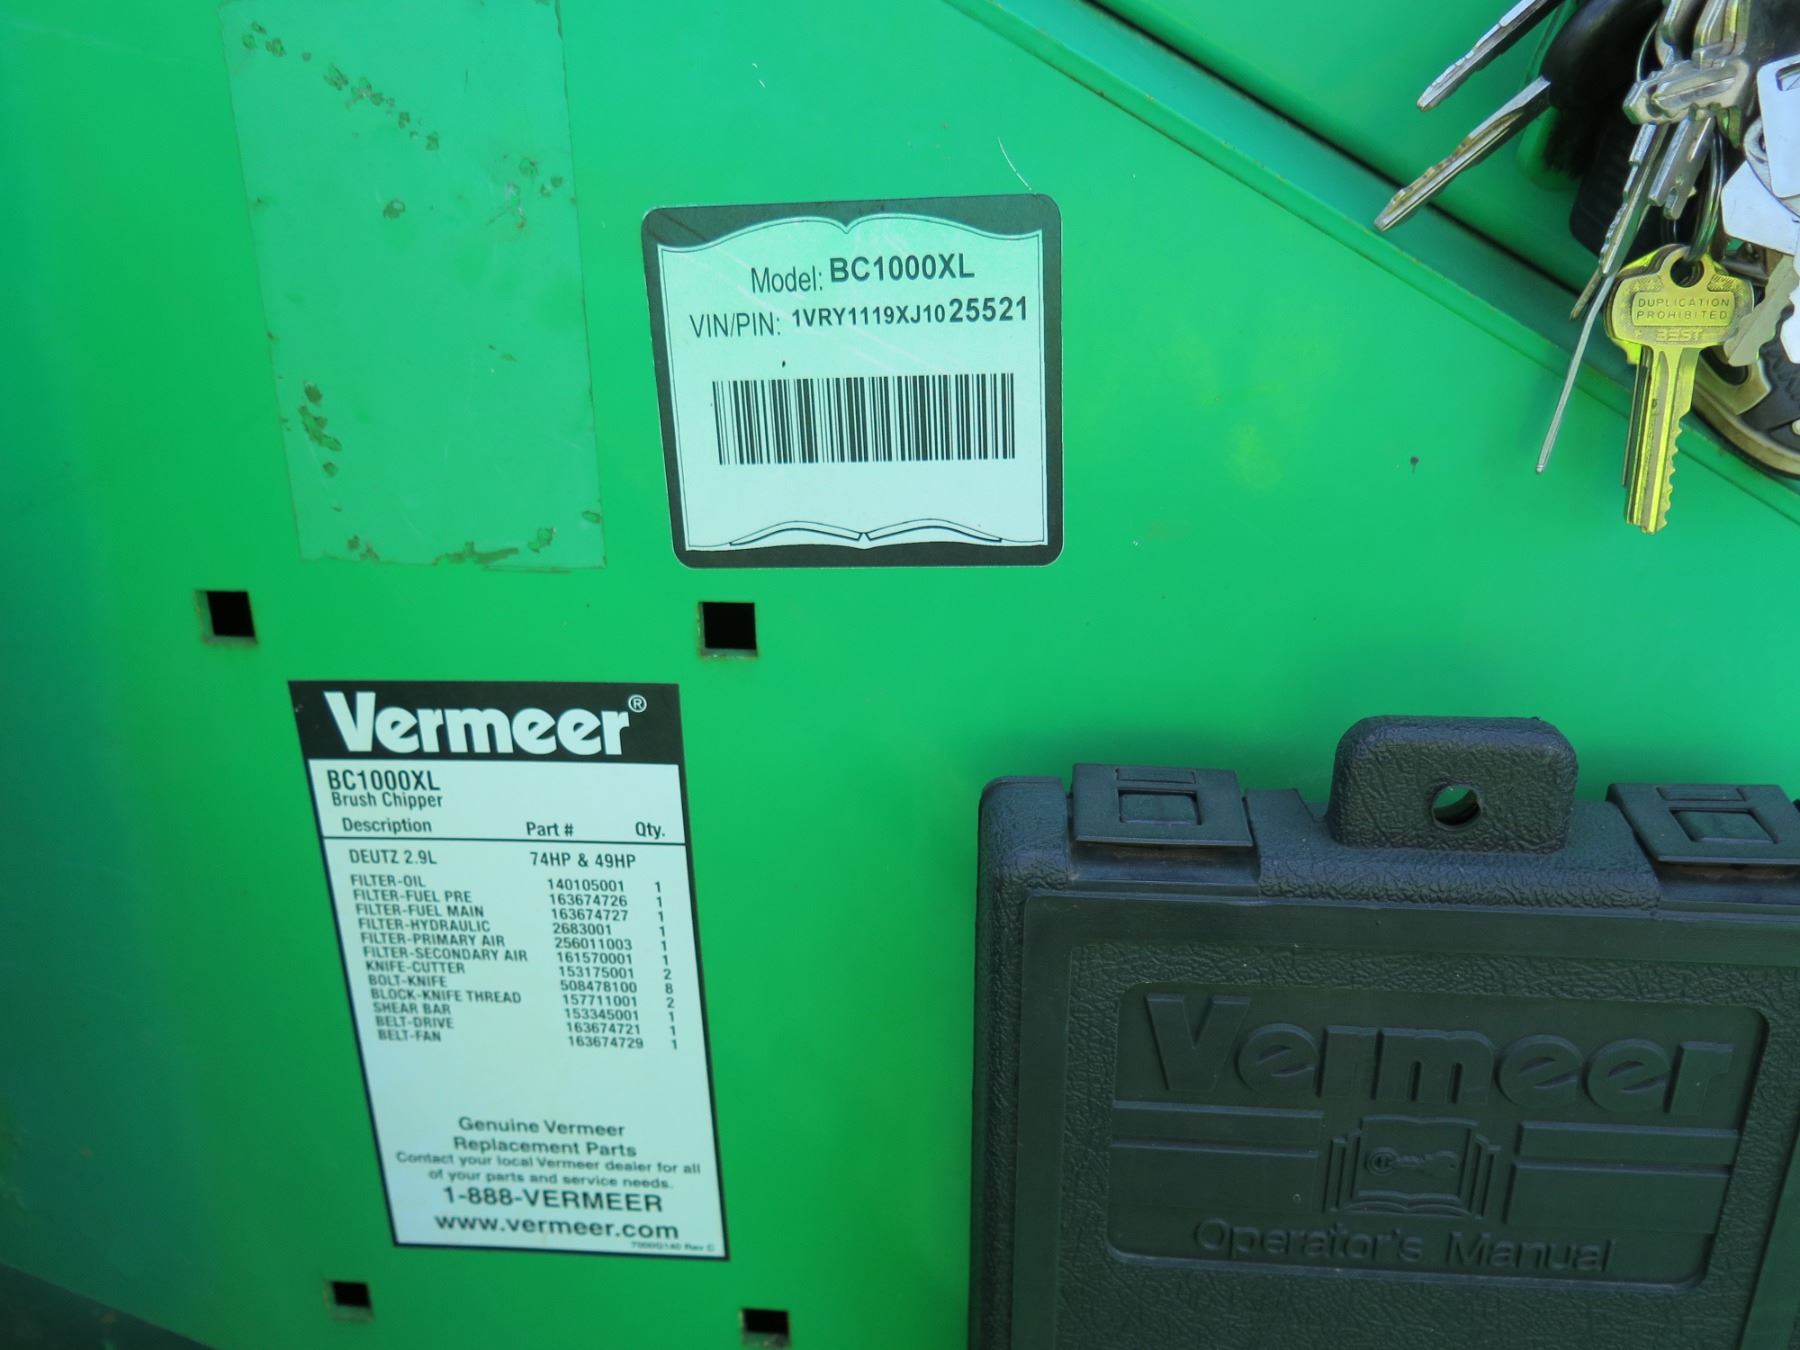 Model: BC1000XL
VIN/PIN: 1VRY1119XJ1025521
DUPLICATION
PROHIBITED
BEST
Vermeer®
BC1000XL
Brush Chipper
Description Part # Qty.
DEUTZ 2.9L 74HP & 49HP
FILTER-OIL 140105001 1
FILTER-FUEL PRE 163674726 1
FILTER-FUEL MAIN 163674727 1
FILTER-HYDRAULIC 2683001 1
FILTER-PRIMARY AIR 256011003 1
FILTER-SECONDARY AIR 161570001 1
KNIFE-CUTTER 153175001 2
BOLT-KNIFE 508478100 8
BLOCK-KNIFE THREAD 157711001 2
SHEAR BAR 153345001 1
BELT-DRIVE 163674721 1
BELT-FAN 163674729 1
Genuine Vermeer
Replacement Parts
Contact your local Vermeer dealer for all
of your parts and service needs.
1-888-VERMEER
www.vermeer.com
Rev C
Vermeer
Operator's Manual